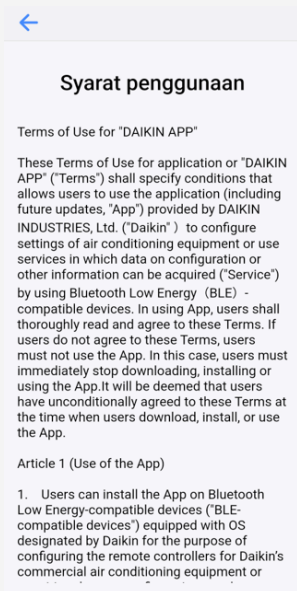 Syarat penggunaan
Terms of Use for "DAIKIN APP"
These Terms of Use for application or "DAIKIN
APP" ("Terms") shall specify conditions that
allows users to use the application (including
future updates, "App") provided by DAIKIN
INDUSTRIES, Ltd. ("Daikin" ）to configure
settings of air conditioning equipment or use
services in which data on configuration or
other information can be acquired ("Service")
by using Bluetooth Low Energy（BLE）-
compatible devices. In using App, users shall
thoroughly read and agree to these Terms. If
users do not agree to these Terms, users
must not use the App. In this case, users must
immediately stop downloading, installing or
using the App.It will be deemed that users
have unconditionally agreed to these Terms at
the time when users download, install, or use
the App.
Article 1 (Use of the App)
1. Users can install the App on Bluetooth
Low Energy-compatible devices ("BLE-
compatible devices") equipped with OS
designated by Daikin for the purpose of
configuring the remote controllers for Daikin's
commercial air conditioning equipment or